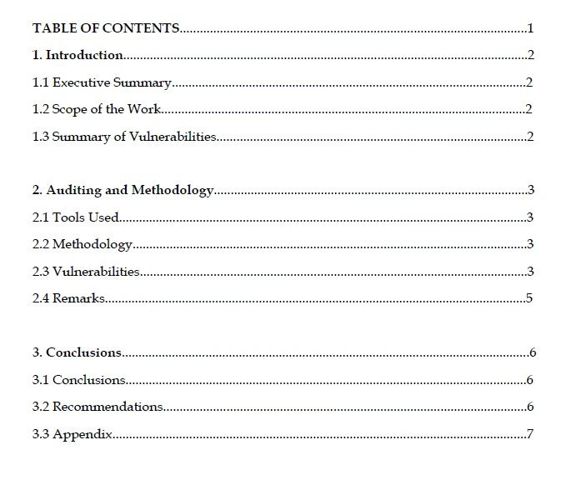 TABLE OF CONTENTS..........................................................................................1
1. Introduction..........................................................................................2
1.1 Executive Summary..........................................................................................2
1.2 Scope of the Work..........................................................................................2
1.3 Summary of Vulnerabilities..........................................................................................2
2. Auditing and Methodology..........................................................................................3
2.1 Tools Used..........................................................................................3
2.2 Methodology..........................................................................................3
2.3 Vulnerabilities..........................................................................................3
2.4 Remarks..........................................................................................5
3. Conclusions..........................................................................................6
3.1 Conclusions..........................................................................................6
3.2 Recommendations..........................................................................................6
3.3 Appendix..........................................................................................7